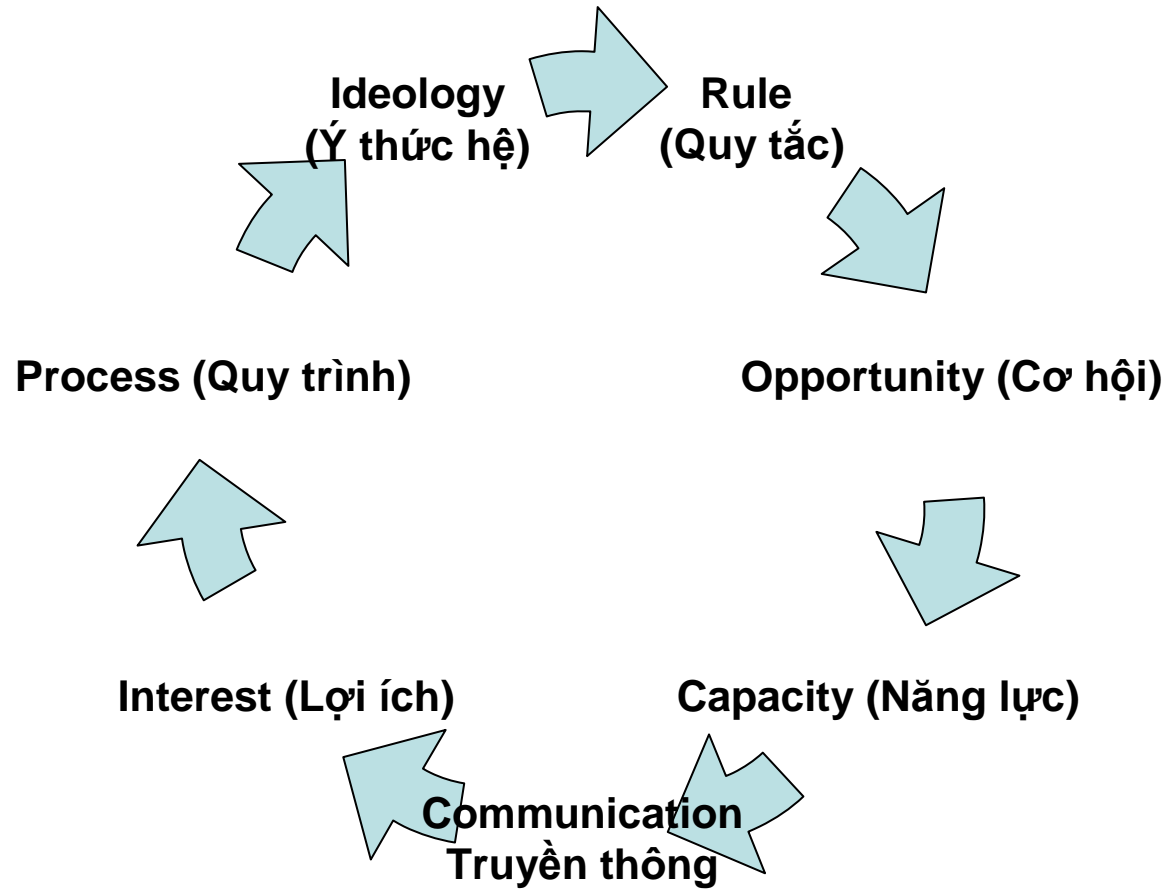 Ideology
(Ý thức hệ)
Rule
(Quy tắc)
Opportunity (Cơ hội)
Capacity (Năng lực)
Communication
Truyền thông
Interest (Lợi ích)
Process (Quy trình)